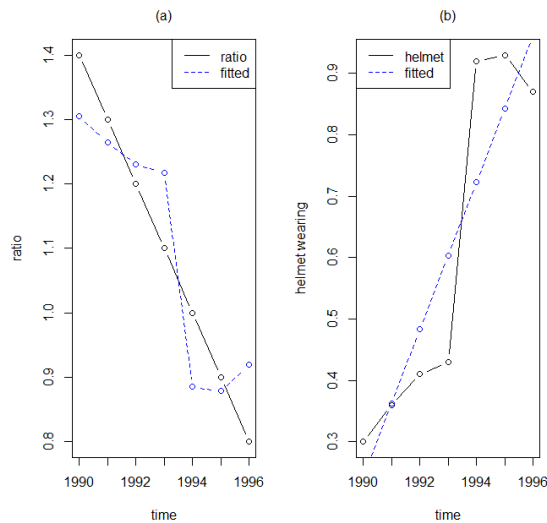 (a)
ratio
fitted
ratio
0.8 0.9 1.0 1.1 1.2 1.3 1.4
1990 1992 1994 1996
time
(b)
helmet
fitted
helmet wearing
0.3 0.4 0.5 0.6 0.7 0.8 0.9
1990 1992 1994 1996
time